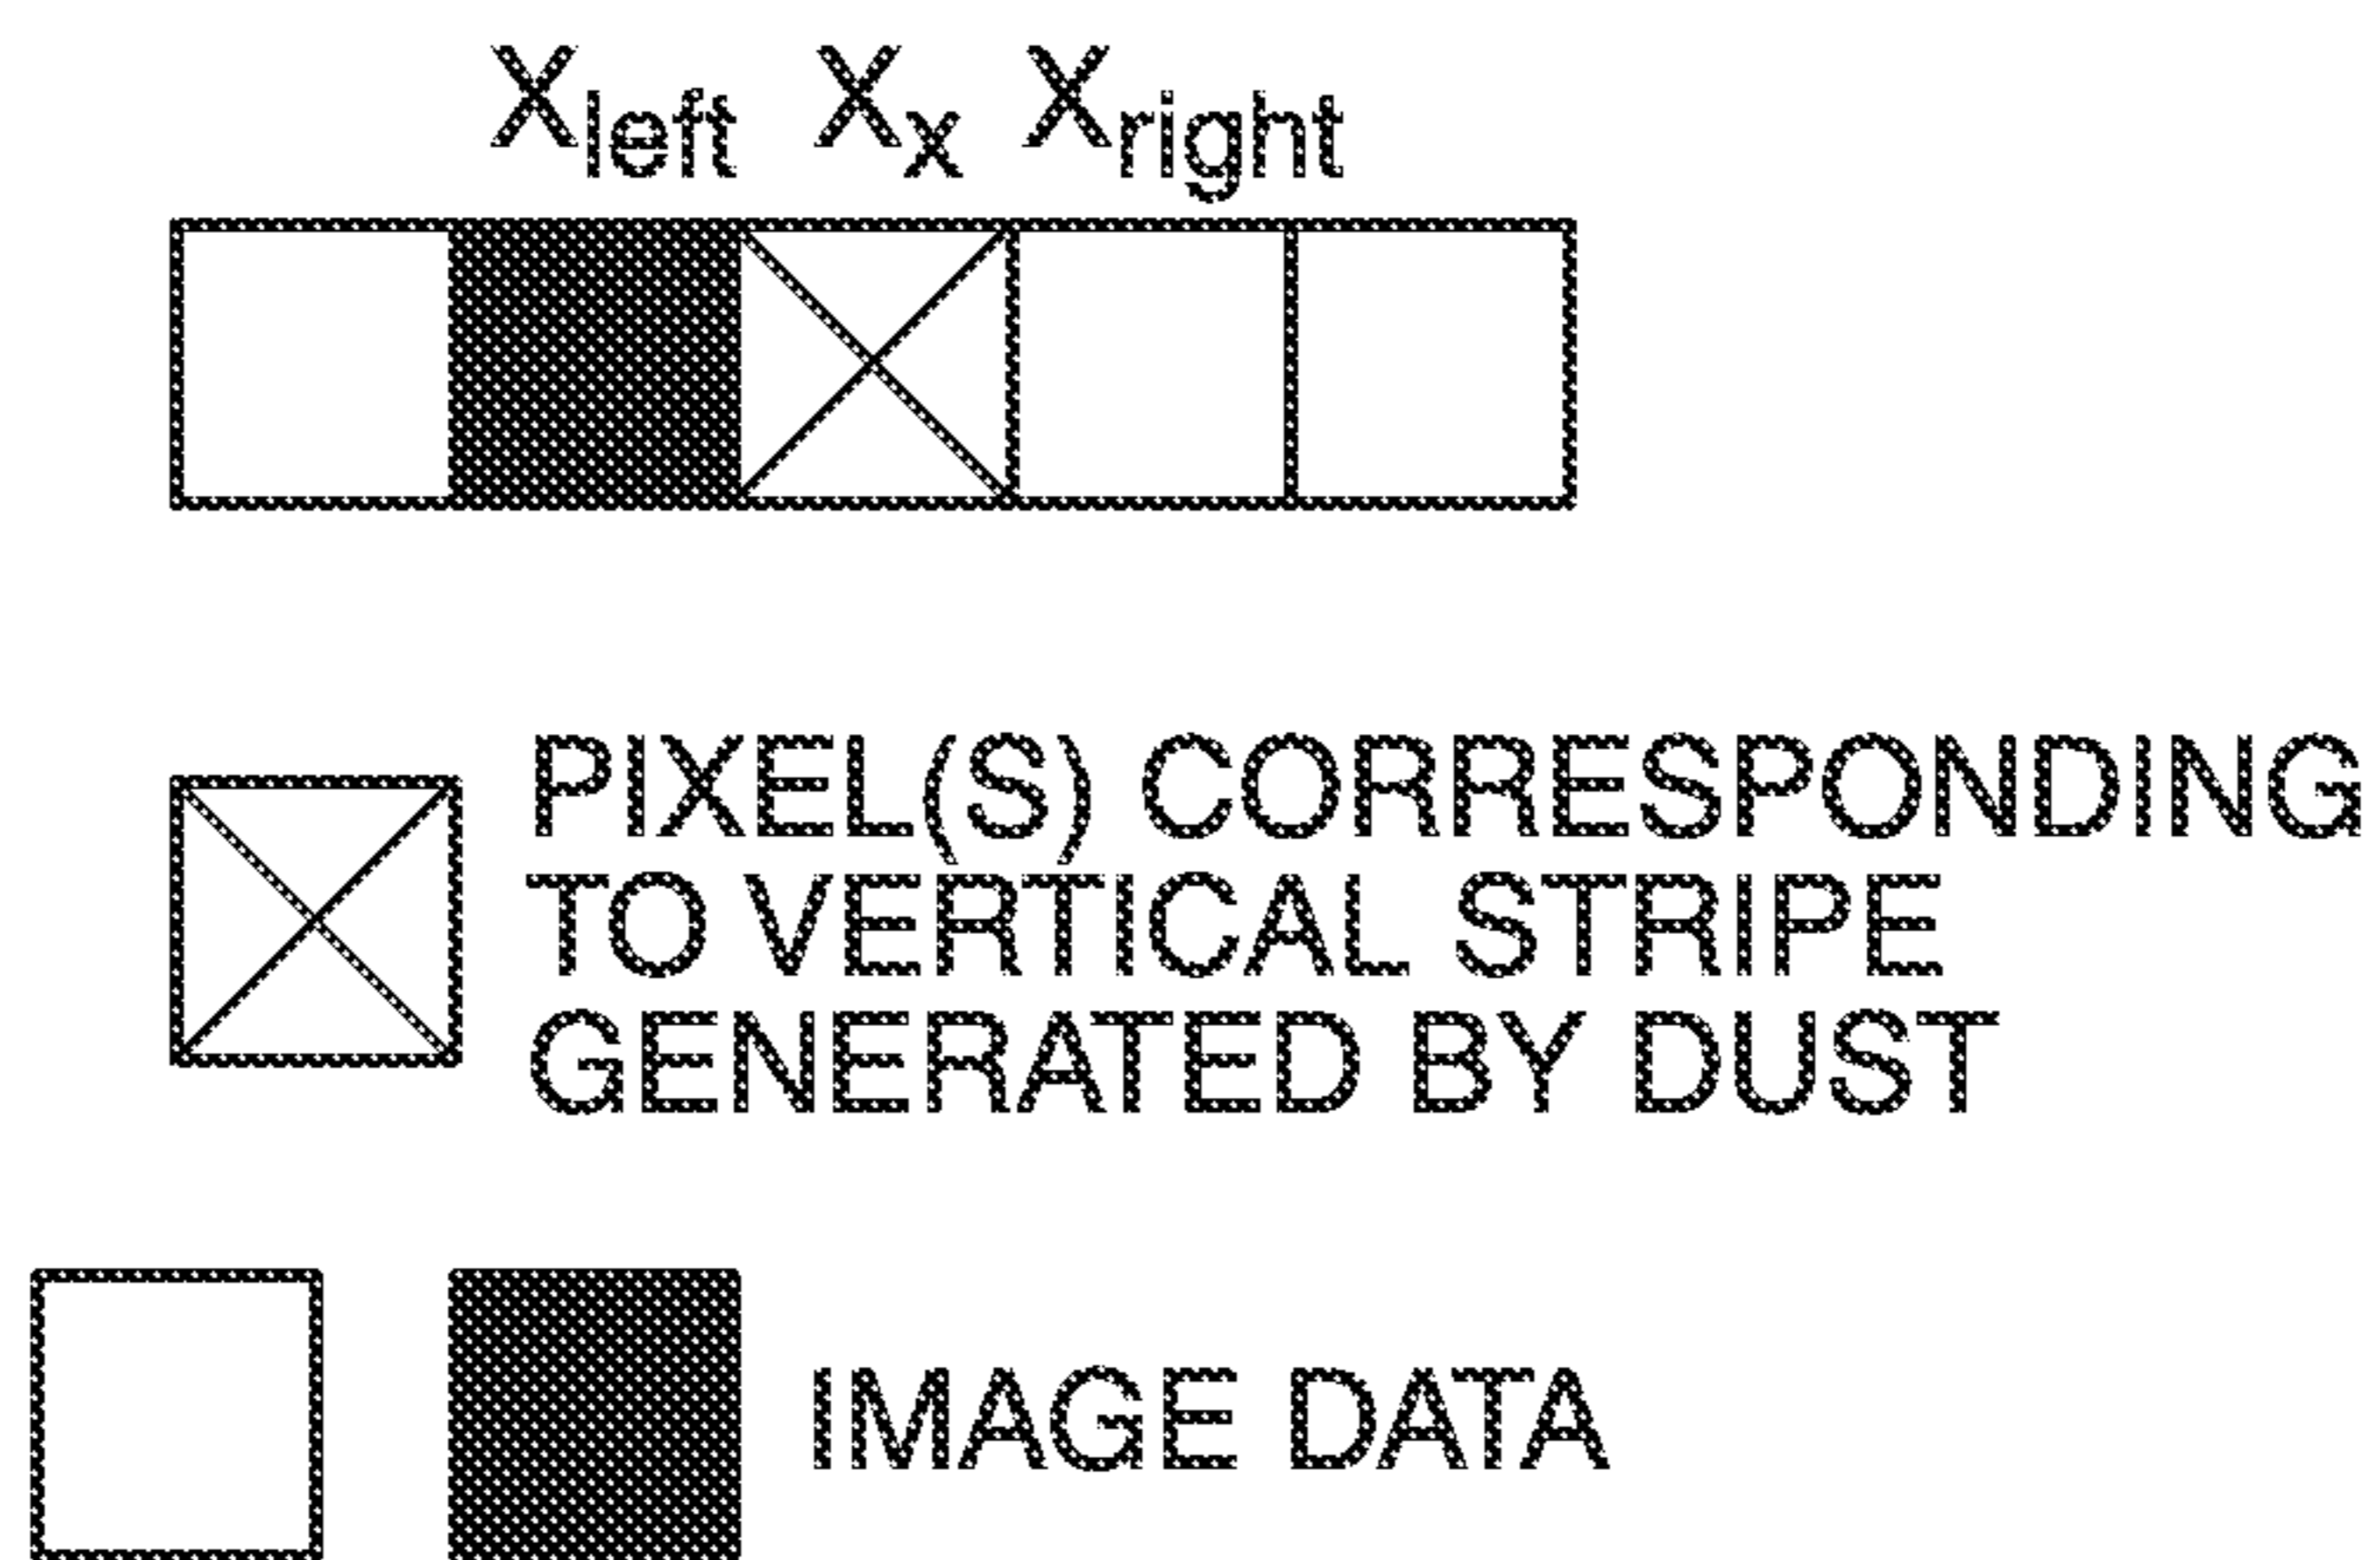 Xleft Xx Xright
PIXEL(S) CORRESPONDING
TO VERTICAL STRIPE
GENERATED BY DUST
IMAGE DATA